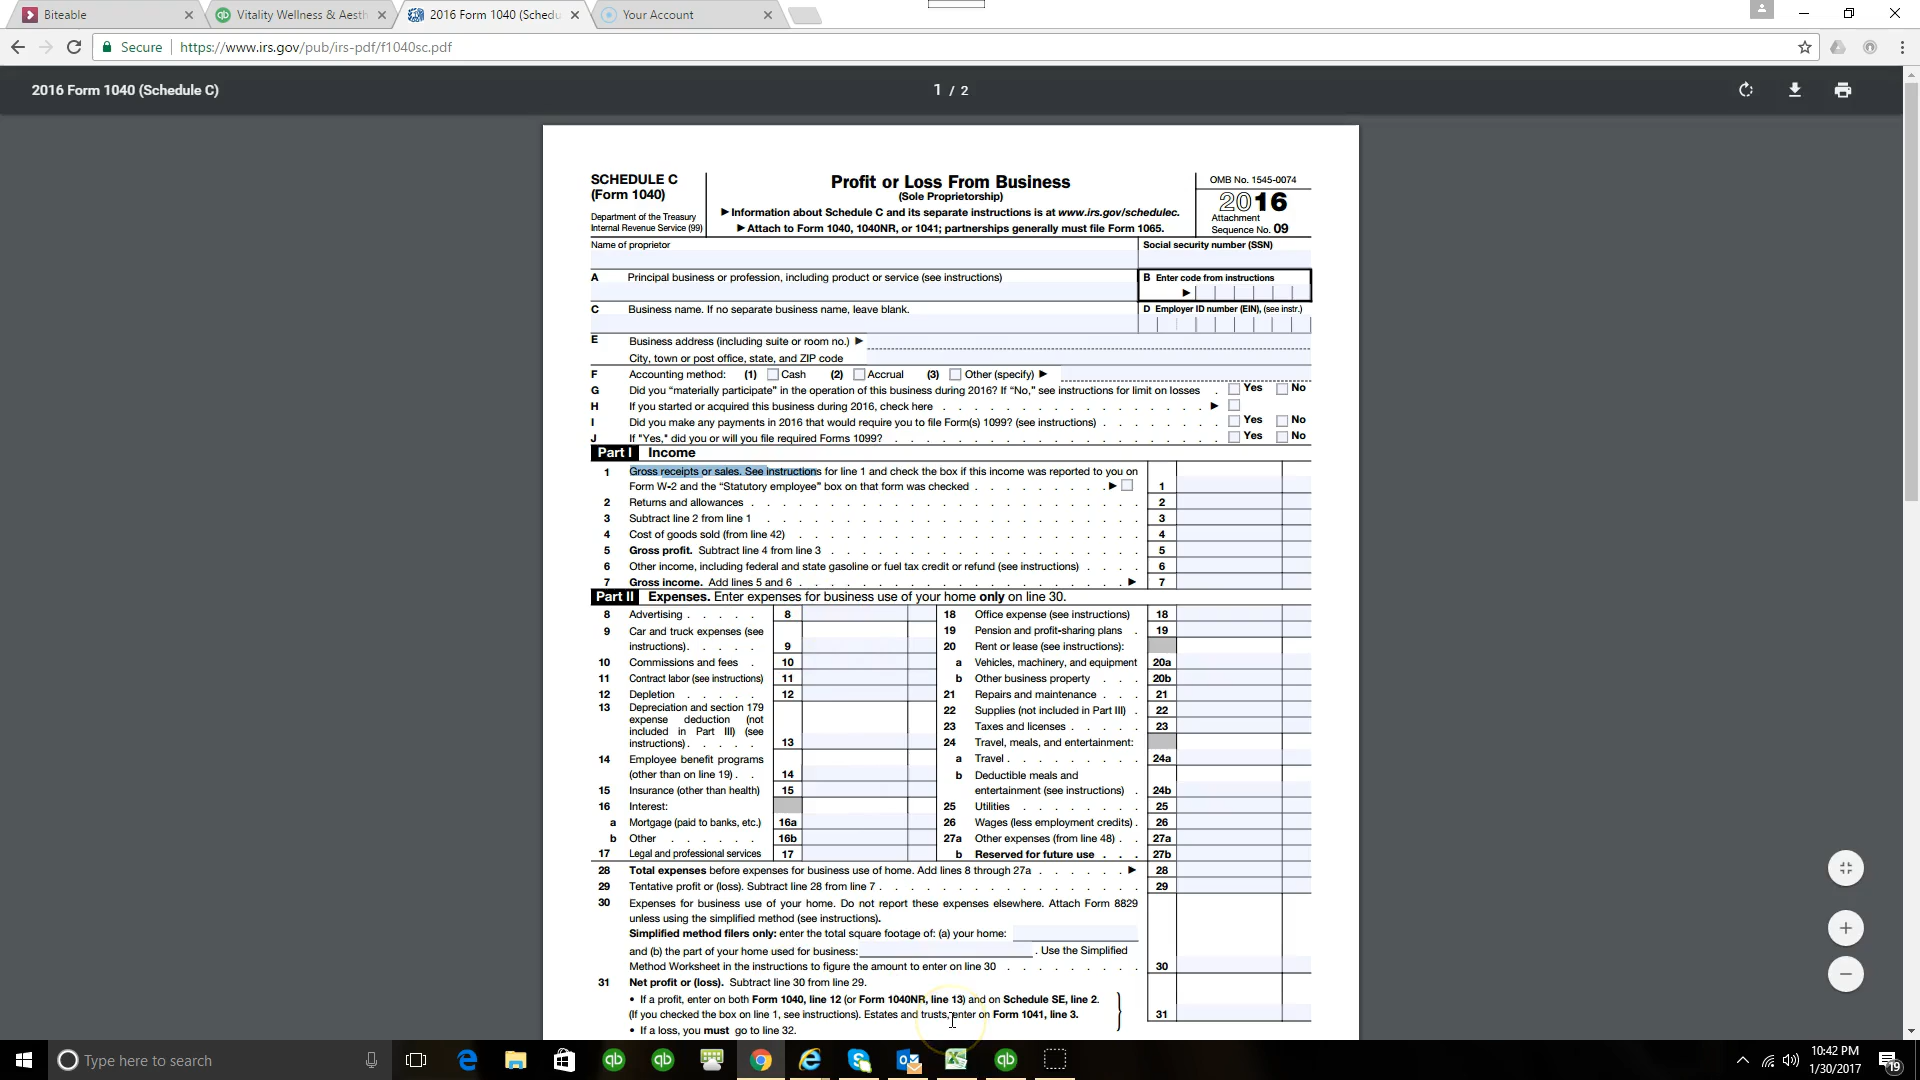 Biteable
Vitality Wellness & Aesth
2016 Form 1040 (Schedu
Your Account
Secure
https://www.irs.gov/pub/irs-pdf/f1040sc.pdf
2016 Form 1040 (Schedule C)
1 / 2
SCHEDULE C
(Form 1040)
Department of the Treasury
Internal Revenue Service (99)
Profit or Loss From Business
(Sole Proprietorship)
▶ Information about Schedule C and its separate instructions is at www.irs.gov/schedulec.
▶ Attach to Form 1040, 1040NR, or 1041; partnerships generally must file Form 1065.
OMB No. 1545-0074
2016
Attachment
Sequence No. 09
Name of proprietor
Social security number (SSN)
A Principal business or profession, including product or service (see instructions)
B Enter code from instructions
▶
C Business name. If no separate business name, leave blank.
D Employer ID number (EIN), (see instr.)
E Business address (including suite or room no.) ▶
City, town or post office, state, and ZIP code
F Accounting method: (1) Cash (2) Accrual (3) Other (specify) ▶
G Did you “materially participate” in the operation of this business during 2016? If “No,” see instructions for limit on losses . Yes No
H If you started or acquired this business during 2016, check here ▶
I Did you make any payments in 2016 that would require you to file Form(s) 1099? (see instructions) Yes No
J If "Yes," did you or will you file required Forms 1099? Yes No
Part I Income
1 Gross receipts or sales. See instructions for line 1 and check the box if this income was reported to you on
Form W-2 and the “Statutory employee” box on that form was checked ▶ 1
2 Returns and allowances 2
3 Subtract line 2 from line 1 3
4 Cost of goods sold (from line 42) 4
5 Gross profit. Subtract line 4 from line 3 5
6 Other income, including federal and state gasoline or fuel tax credit or refund (see instructions) 6
7 Gross income. Add lines 5 and 6 ▶ 7
Part II Expenses. Enter expenses for business use of your home only on line 30.
8 Advertising 8
9 Car and truck expenses (see
instructions) 9
10 Commissions and fees 10
11 Contract labor (see instructions) 11
12 Depletion 12
13 Depreciation and section 179
expense deduction (not
included in Part III) (see
instructions) 13
14 Employee benefit programs
(other than on line 19) 14
15 Insurance (other than health) 15
16 Interest:
a Mortgage (paid to banks, etc.) 16a
b Other 16b
17 Legal and professional services 17
18 Office expense (see instructions) 18
19 Pension and profit-sharing plans 19
20 Rent or lease (see instructions):
a Vehicles, machinery, and equipment 20a
b Other business property 20b
21 Repairs and maintenance 21
22 Supplies (not included in Part III) 22
23 Taxes and licenses 23
24 Travel, meals, and entertainment:
a Travel 24a
b Deductible meals and
entertainment (see instructions) 24b
25 Utilities 25
26 Wages (less employment credits) 26
27a Other expenses (from line 48) 27a
b Reserved for future use 27b
28 Total expenses before expenses for business use of home. Add lines 8 through 27a ▶ 28
29 Tentative profit or (loss). Subtract line 28 from line 7 29
30 Expenses for business use of your home. Do not report these expenses elsewhere. Attach Form 8829
unless using the simplified method (see instructions).
Simplified method filers only: enter the total square footage of: (a) your home:
and (b) the part of your home used for business: . Use the Simplified
Method Worksheet in the instructions to figure the amount to enter on line 30 30
31 Net profit or (loss). Subtract line 30 from line 29.
• If a profit, enter on both Form 1040, line 12 (or Form 1040NR, line 13) and on Schedule SE, line 2.
(If you checked the box on line 1, see instructions). Estates and trusts, enter on Form 1041, line 3. 31
• If a loss, you must go to line 32.
Type here to search
10:42 PM
1/30/2017
19